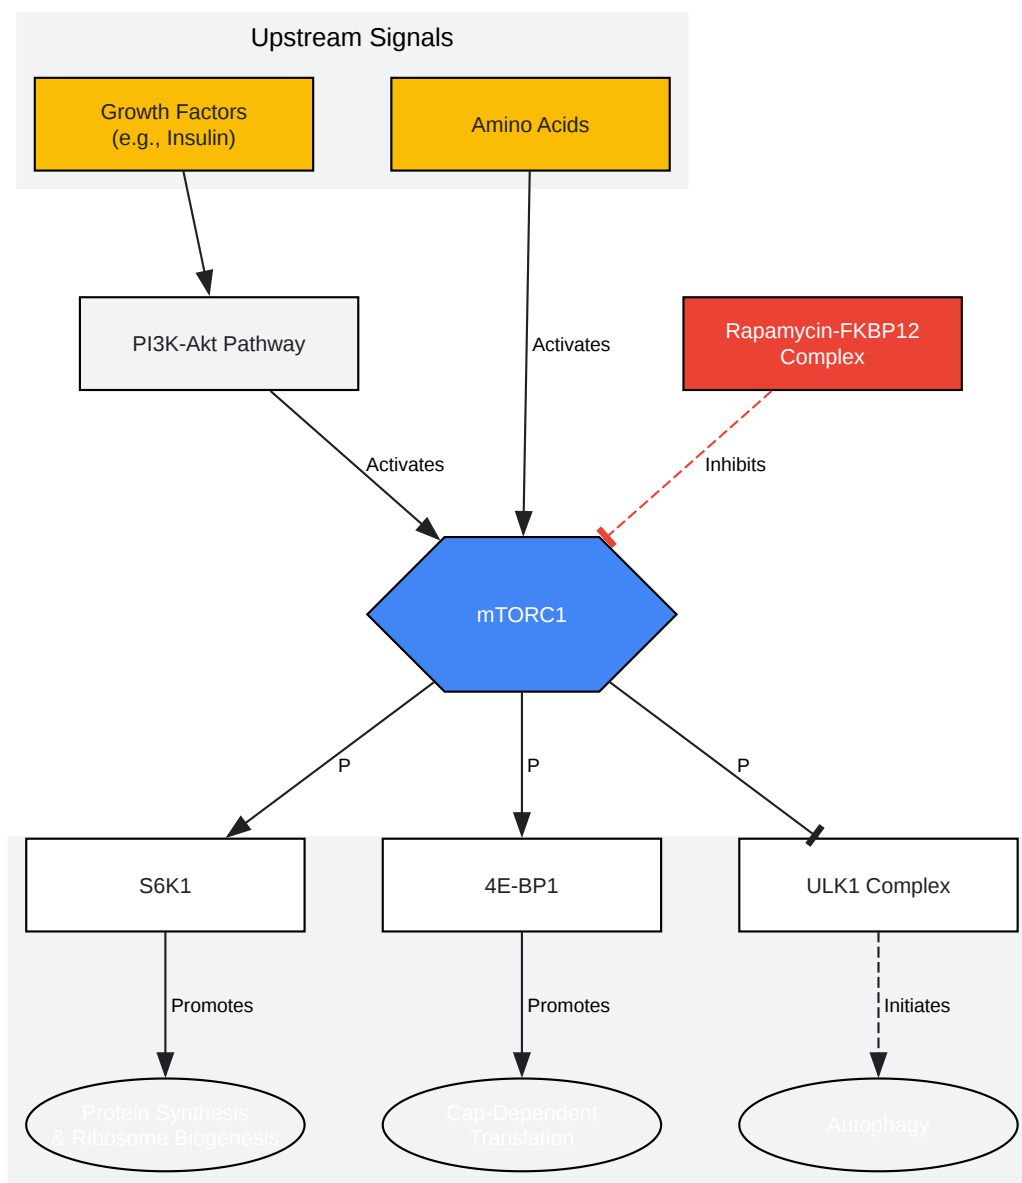 Upstream Signals
Growth Factors
(e.g., Insulin)
Amino Acids
PI3K-Akt Pathway
Activates
Rapamycin-FKBP12
Complex
Activates
Inhibits
mTORC1
P
P
P
S6K1
4E-BP1
ULK1 Complex
Promotes
Promotes
Initiates
Protein Synthesis
& Ribosome Biogenesis
Cap-Dependent
Translation
Autophagy